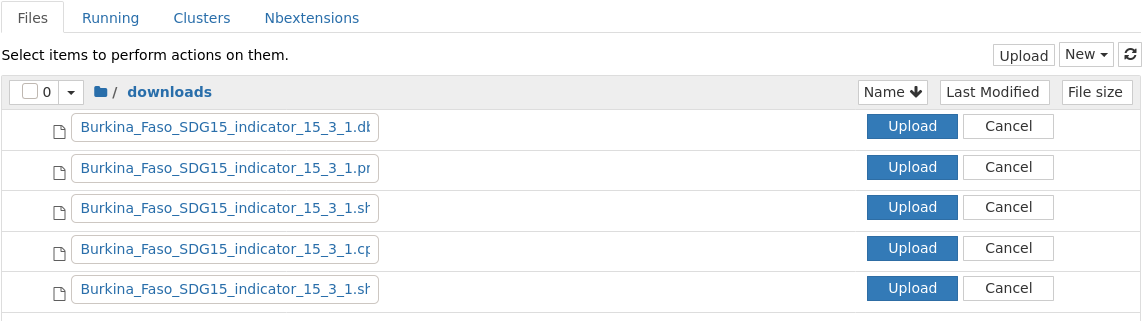 Files Running Clusters Nbextensions
Select items to perform actions on them. Upload New
0 / downloads Name Last Modified File size
Burkina_Faso_SDG15_indicator_15_3_1.db Upload Cancel
Burkina_Faso_SDG15_indicator_15_3_1.pr Upload Cancel
Burkina_Faso_SDG15_indicator_15_3_1.sh Upload Cancel
Burkina_Faso_SDG15_indicator_15_3_1.cp Upload Cancel
Burkina_Faso_SDG15_indicator_15_3_1.sh Upload Cancel